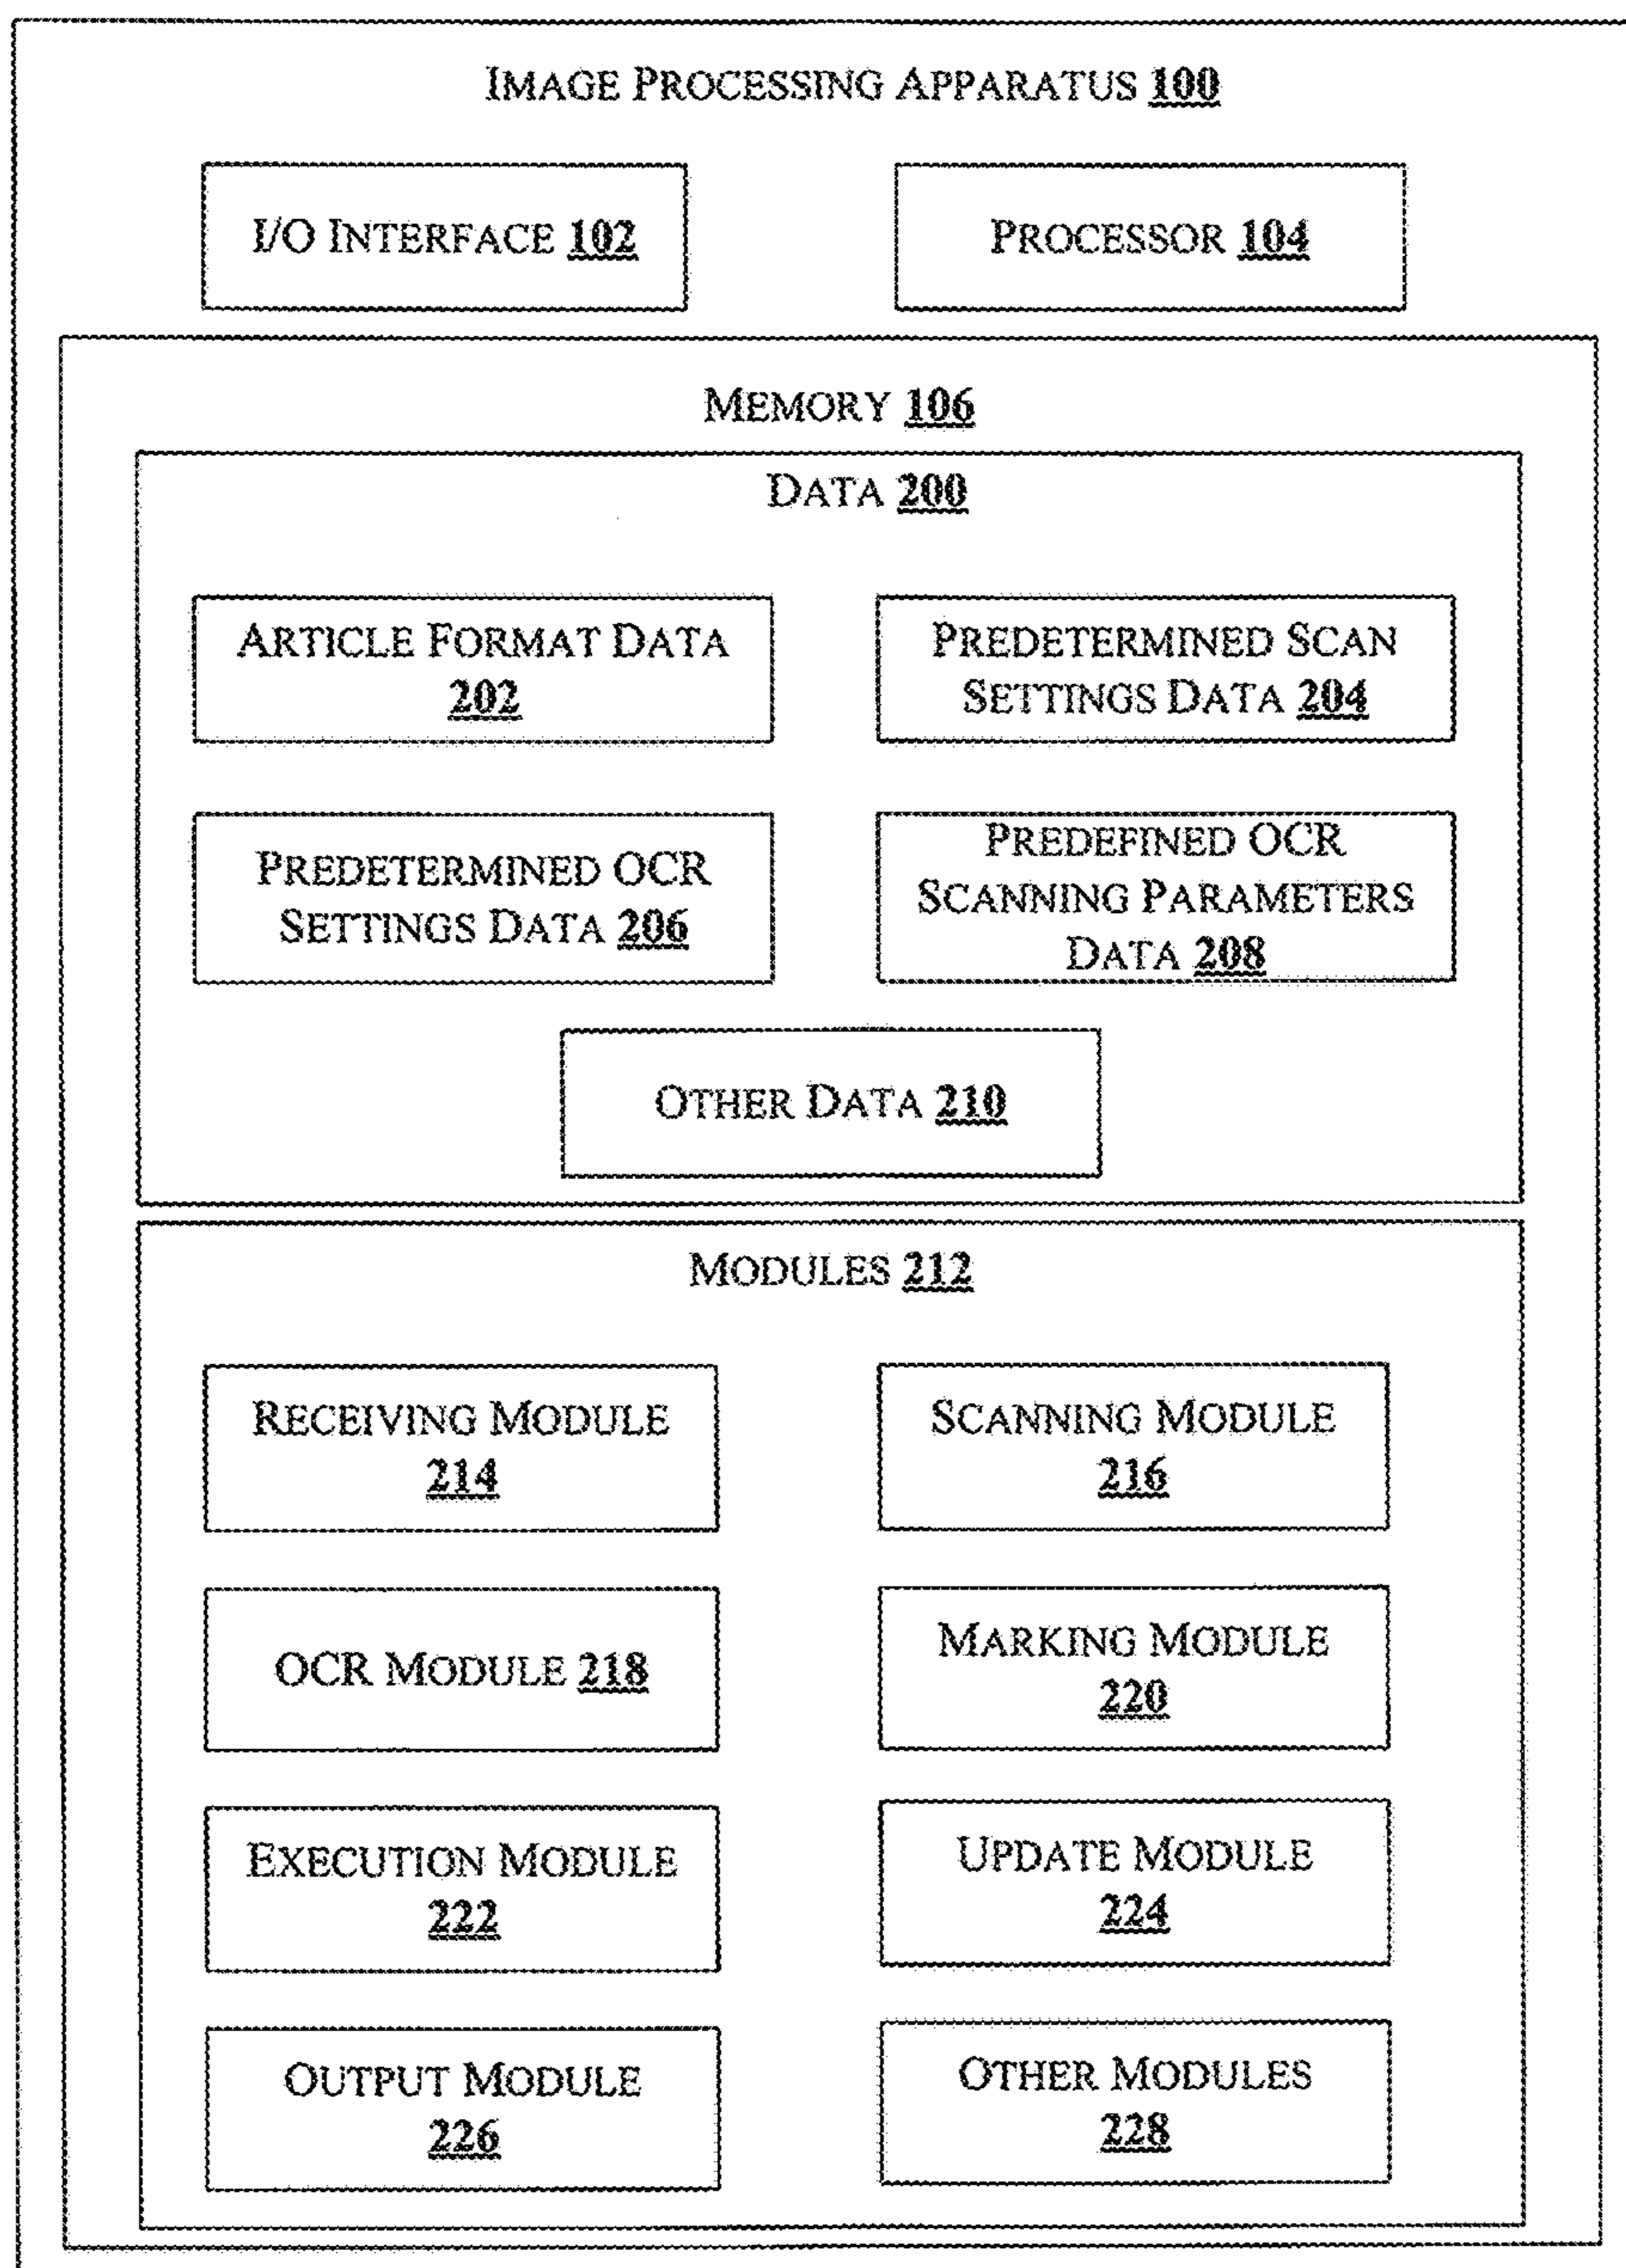 IMAGE PROCESSING APPARATUS 100
I/O INTERFACE 102
PROCESSOR 104
MEMORY 106
DATA 200
ARTICLE FORMAT DATA
202
PREDETERMINED SCAN
SETTINGS DATA 204
PREDETERMINED OCR
SETTINGS DATA 206
PREDEFINED OCR
SCANNING PARAMETERS
DATA 208
OTHER DATA 210
MODULES 212
RECEIVING MODULE
214
SCANNING MODULE
216
OCR MODULE 218
MARKING MODULE
220
EXECUTION MODULE
222
UPDATE MODULE
224
OUTPUT MODULE
226
OTHER MODULES
228